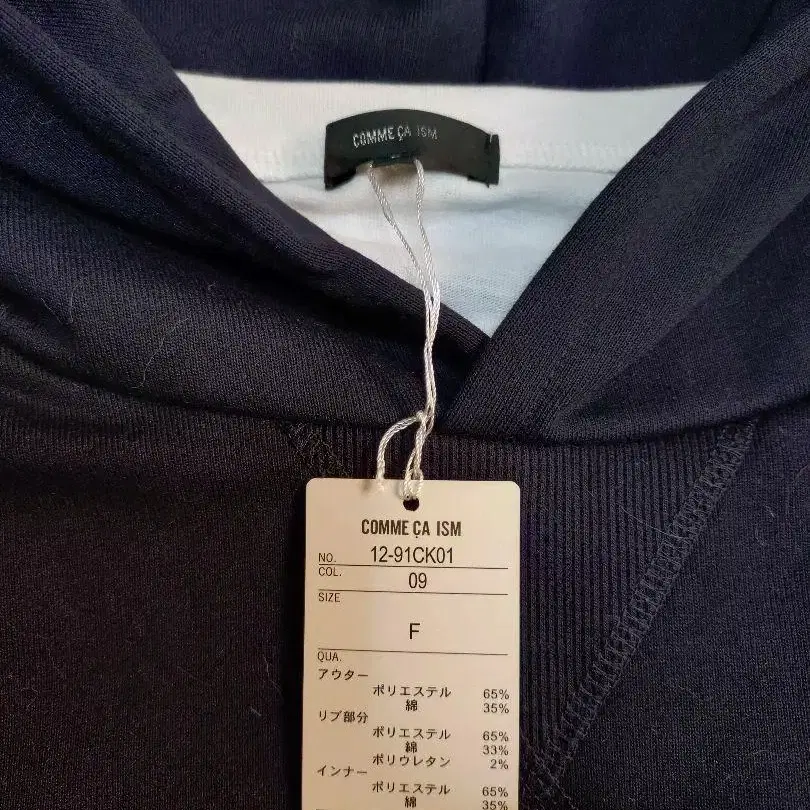 COMME ÇA ISM
COMME ÇA ISM
NO. 12-91CK01
COL. 09
SIZE
F
QUA.
アウター
ポリエステル 65%
綿 35%
リブ部分
ポリエステル 65%
綿 33%
ポリウレタン 2%
インナー
ポリエステル 65%
綿 35%